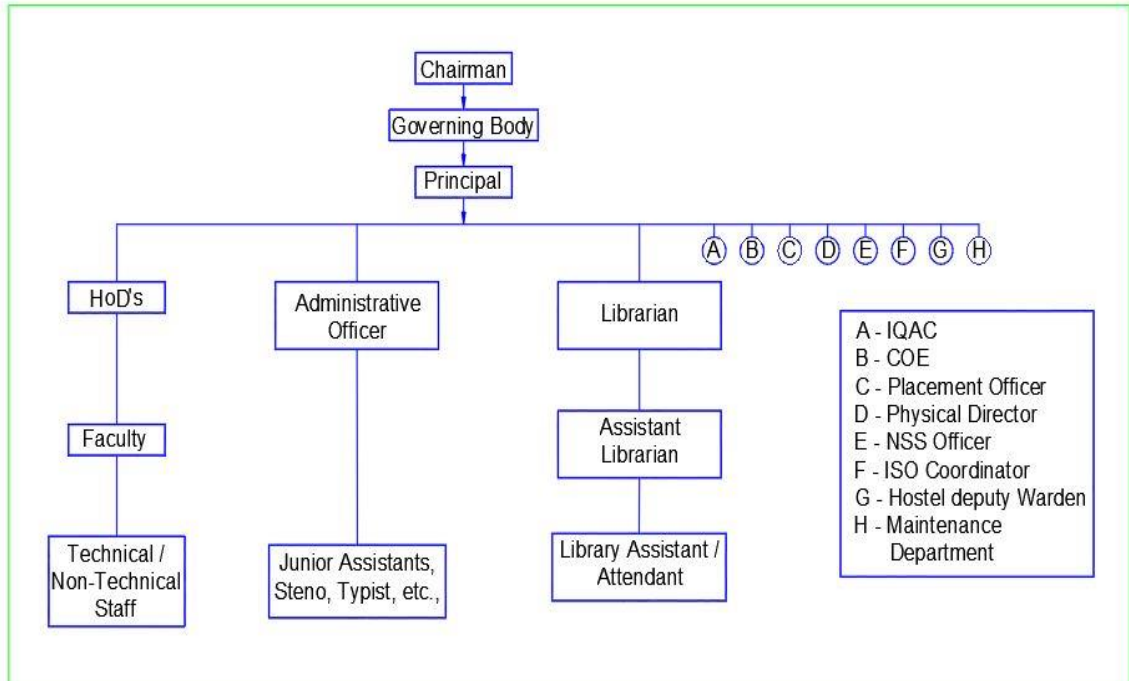 Chairman
Governing Body
Principal
A B C D E F G H
HoD's
Administrative
Officer
Librarian
Faculty
Assistant
Librarian
Technical /
Non-Technical
Staff
Junior Assistants,
Steno, Typist, etc.,
Library Assistant /
Attendant
A - IQAC
B - COE
C - Placement Officer
D - Physical Director
E - NSS Officer
F - ISO Coordinator
G - Hostel deputy Warden
H - Maintenance
Department